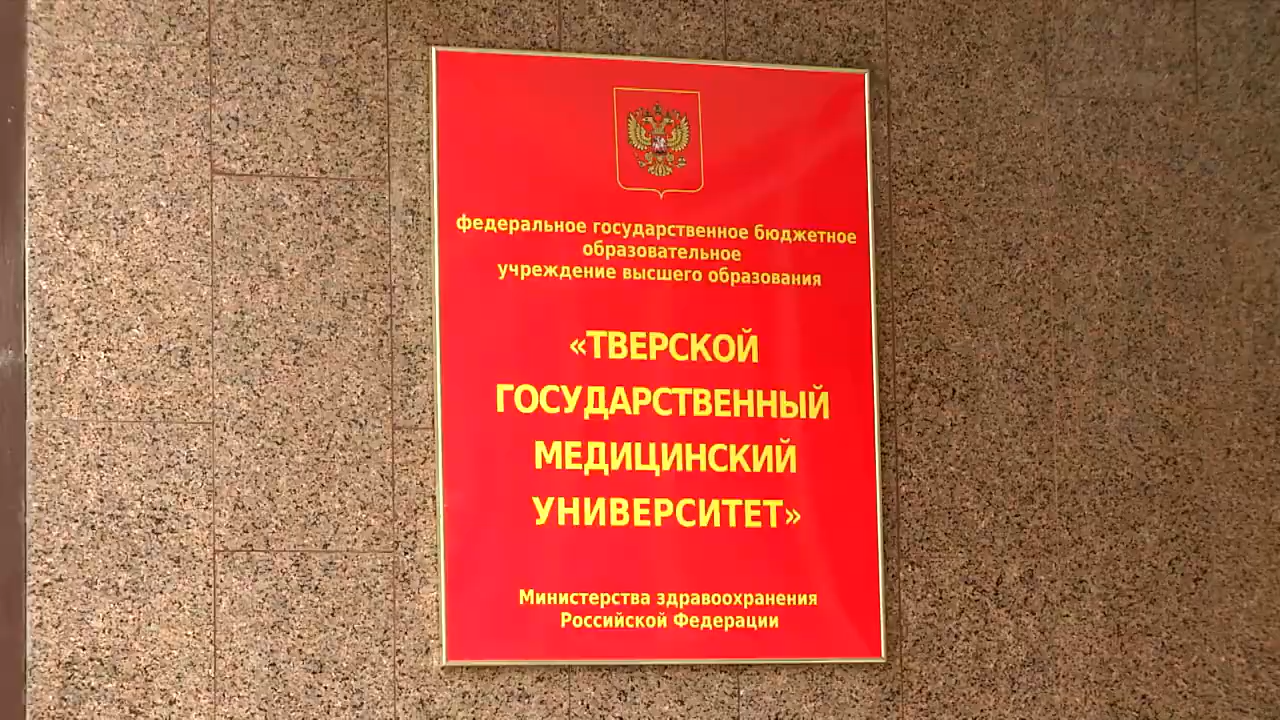 федеральное государственное бюджетное
образовательное
учреждение высшего образования
«ТВЕРСКОЙ
ГОСУДАРСТВЕННЫЙ
МЕДИЦИНСКИЙ
УНИВЕРСИТЕТ»
Министерства здравоохранения
Российской Федерации